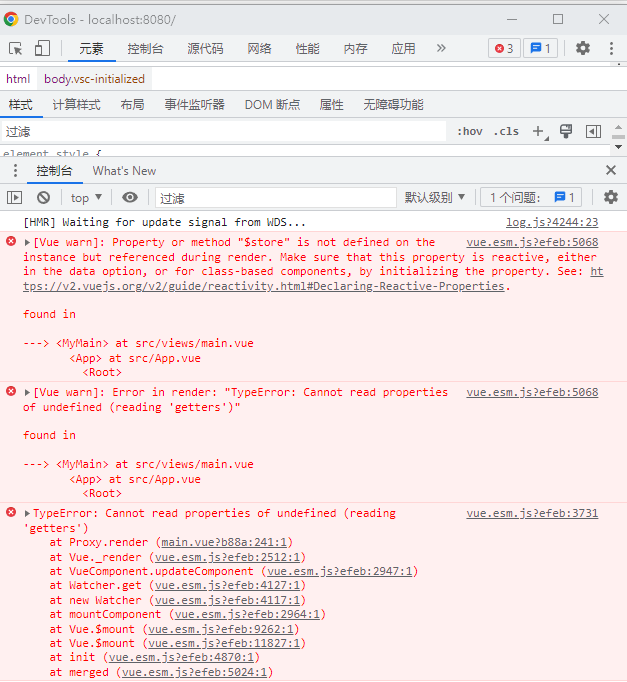 DevTools - localhost:8080/
元素 控制台 源代码 网络 性能 内存 应用 » 3 1
html body.vsc-initialized
样式 计算样式 布局 事件监听器 DOM 断点 属性 无障碍功能
过滤 :hov .cls +
element.style {
控制台 What's New
top ▼ 过滤 默认级别 ▼ 1 个问题: 1
[HMR] Waiting for update signal from WDS... log.js?4244:23
[Vue warn]: Property or method "$store" is not defined on the vue.esm.js?efeb:5068
instance but referenced during render. Make sure that this property is reactive, either
in the data option, or for class-based components, by initializing the property. See: ht
tps://v2.vuejs.org/v2/guide/reactivity.html#Declaring-Reactive-Properties.
found in
---> <MyMain> at src/views/main.vue
<App> at src/App.vue
<Root>
[Vue warn]: Error in render: "TypeError: Cannot read properties vue.esm.js?efeb:5068
of undefined (reading 'getters')"
found in
---> <MyMain> at src/views/main.vue
<App> at src/App.vue
<Root>
TypeError: Cannot read properties of undefined (reading vue.esm.js?efeb:3731
'getters')
at Proxy.render (main.vue?b88a:241:1)
at Vue._render (vue.esm.js?efeb:2512:1)
at VueComponent.updateComponent (vue.esm.js?efeb:2947:1)
at Watcher.get (vue.esm.js?efeb:4127:1)
at new Watcher (vue.esm.js?efeb:4117:1)
at mountComponent (vue.esm.js?efeb:2964:1)
at Vue.$mount (vue.esm.js?efeb:9262:1)
at Vue.$mount (vue.esm.js?efeb:11827:1)
at init (vue.esm.js?efeb:4870:1)
at merged (vue.esm.js?efeb:5024:1)